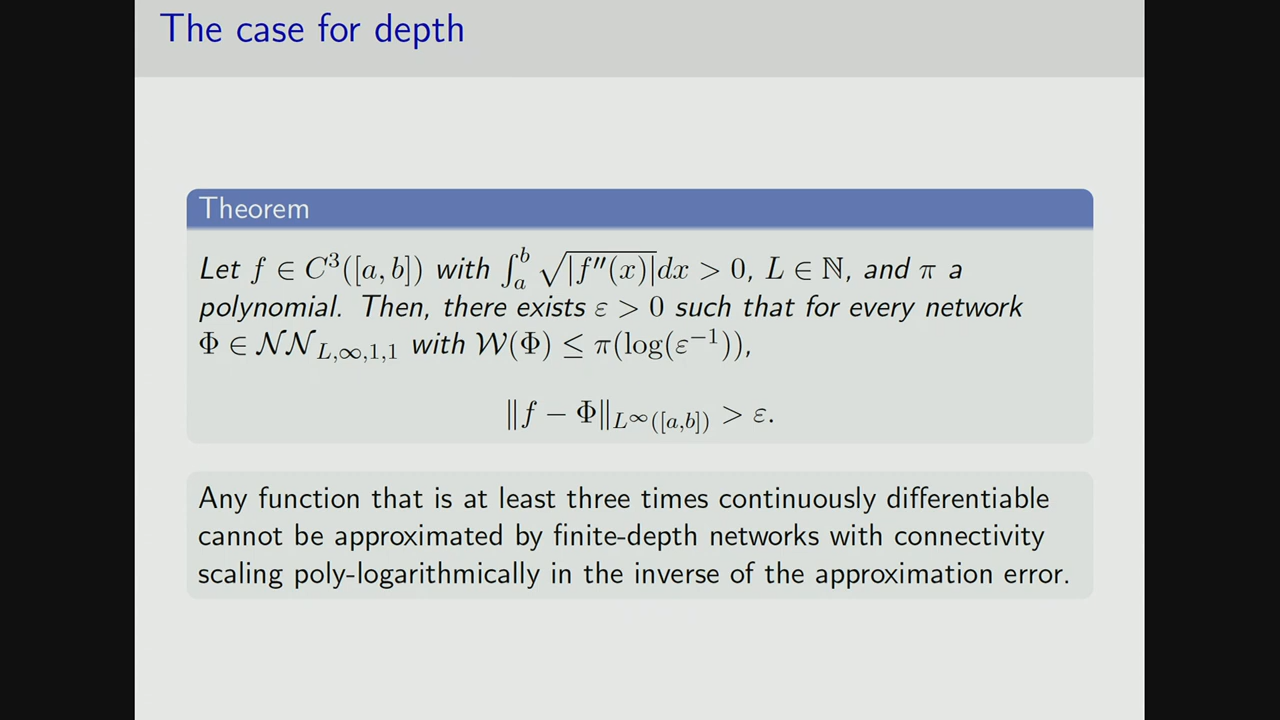 The case for depth
Theorem
Let f ∈ C³([a, b]) with ∫ₐᵇ √|f″(x)|dx > 0, L ∈ ℕ, and π a
polynomial. Then, there exists ε > 0 such that for every network
Φ ∈ 𝒩𝒩_{L,∞,1,1} with 𝒲(Φ) ≤ π(log(ε⁻¹)),
‖f − Φ‖_{L^∞([a,b])} > ε.
Any function that is at least three times continuously differentiable
cannot be approximated by finite-depth networks with connectivity
scaling poly-logarithmically in the inverse of the approximation error.